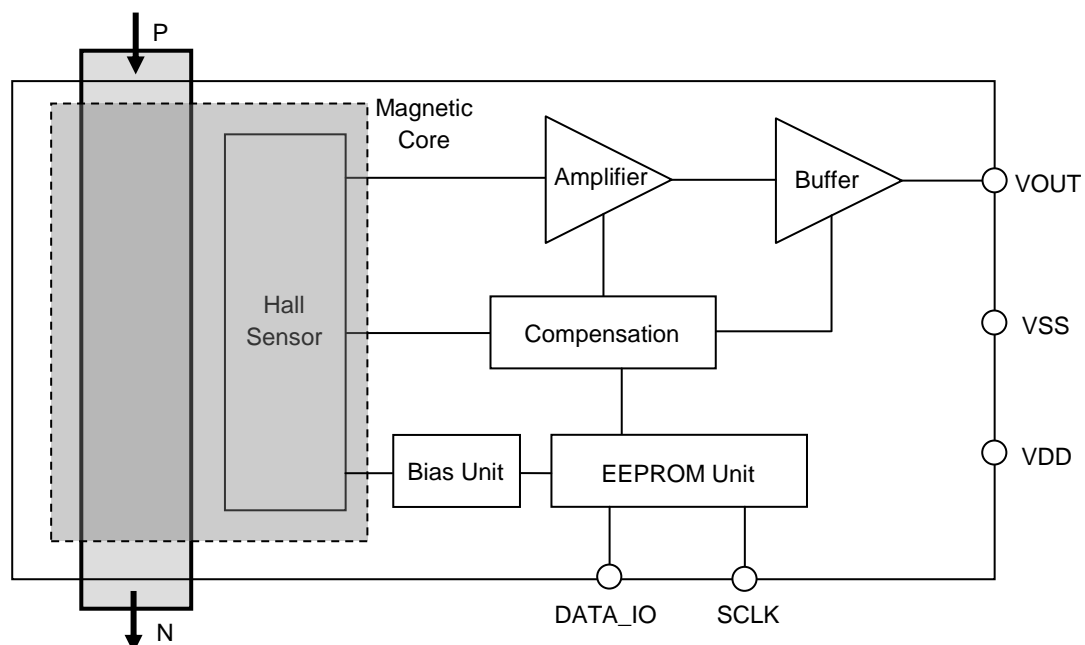 P
Magnetic
Core
Amplifier
Buffer
VOUT
Hall
Sensor
Compensation
VSS
Bias Unit
EEPROM Unit
VDD
DATA_IO
SCLK
N